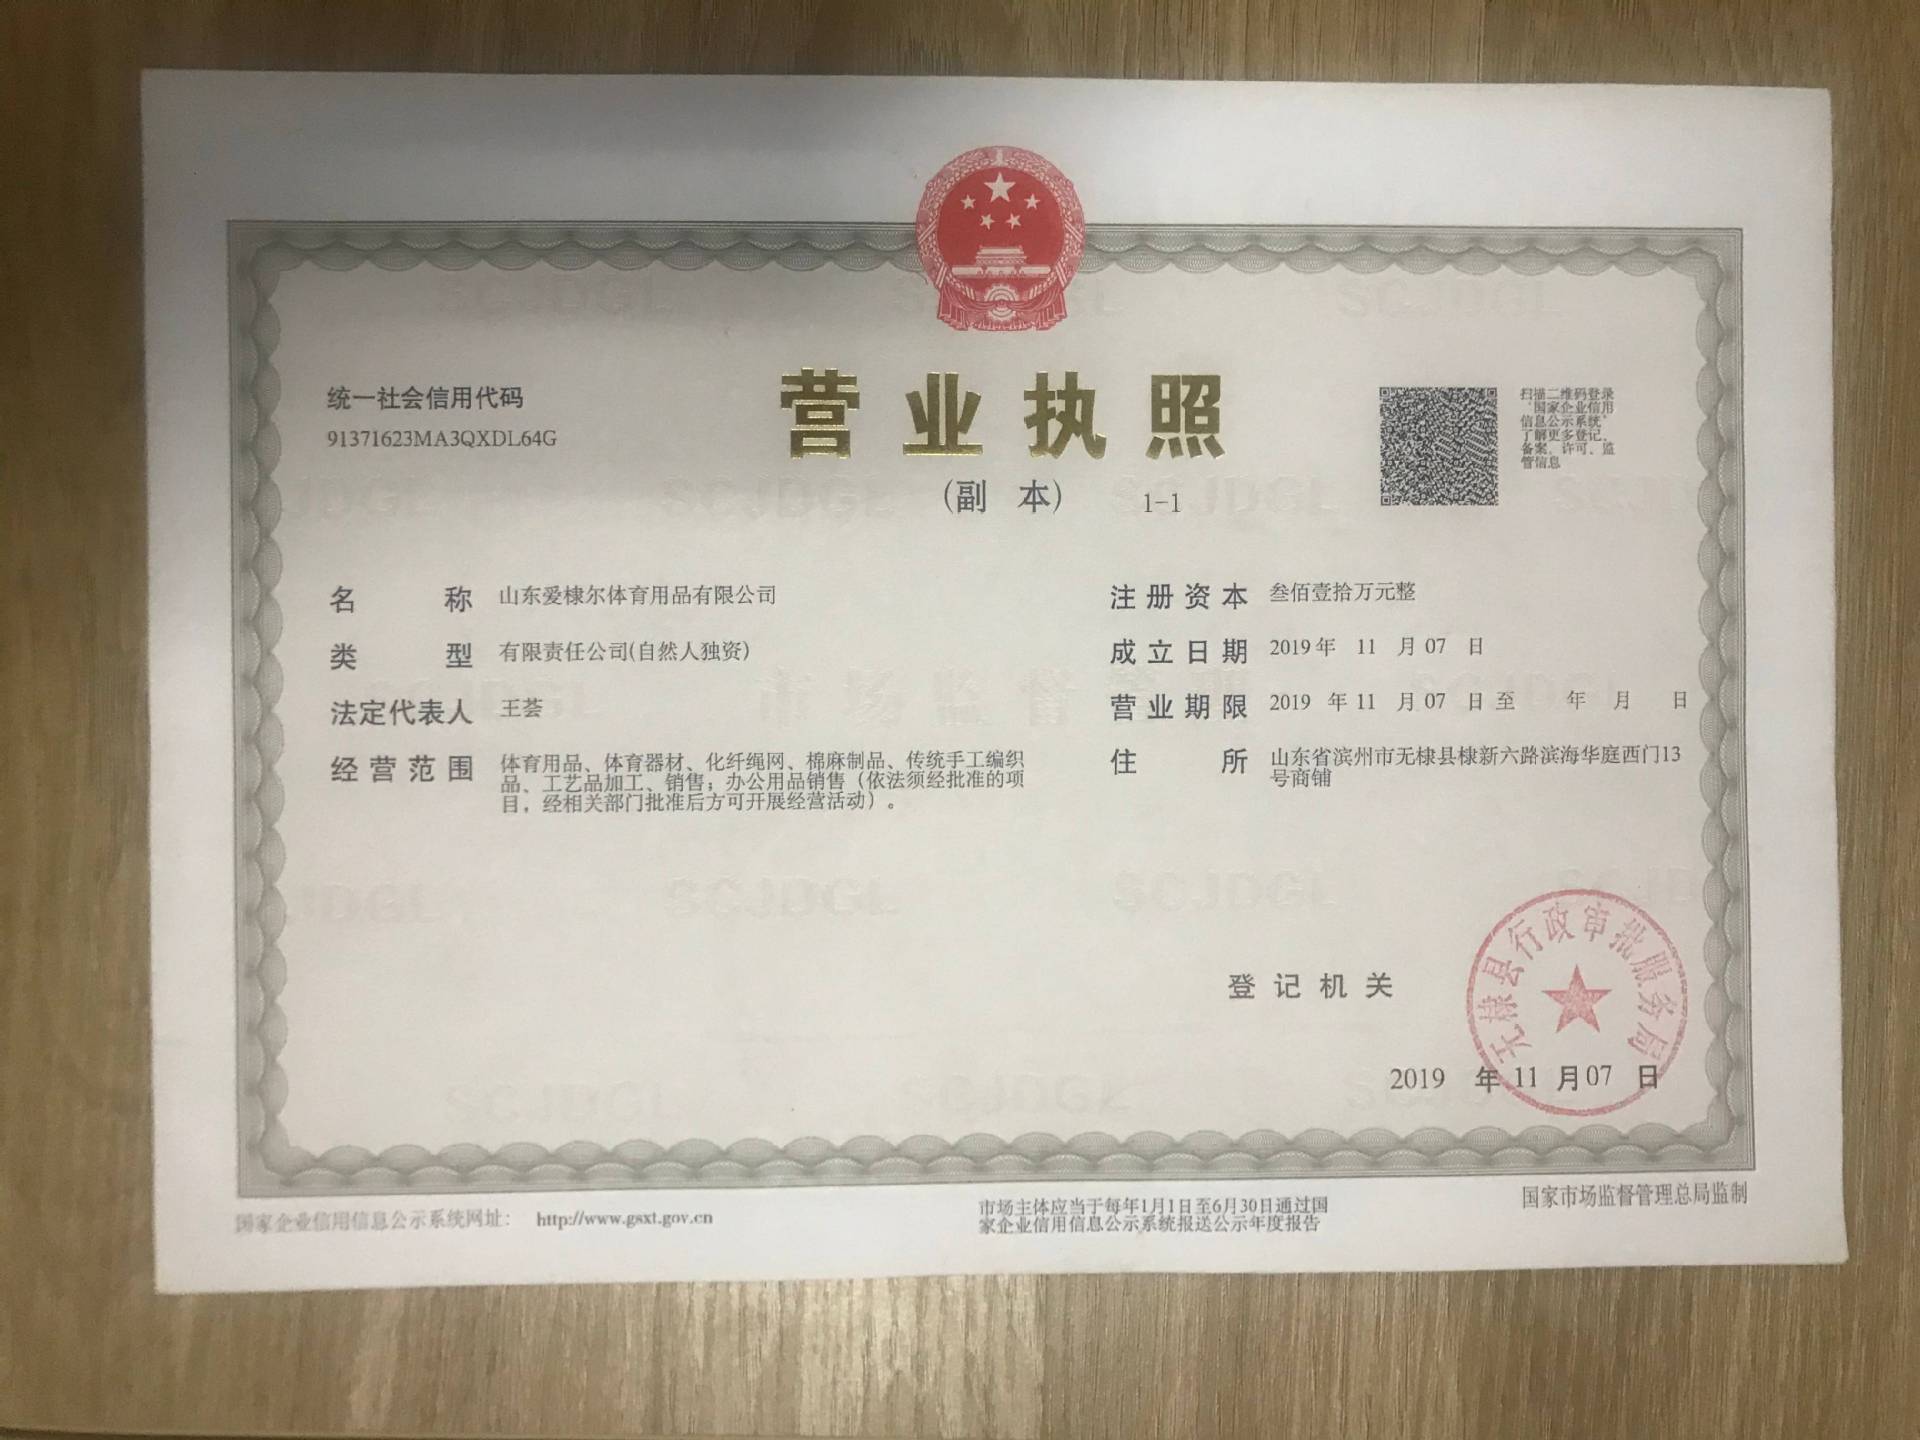 统一社会信用代码
91371623MA3QXDL64G
营业执照
(副 本) 1-1
扫描二维码登录
“国家企业信用
信息公示系统”
了解更多登记、
备案、许可、监
管信息
名 称 山东爱棣尔体育用品有限公司
类 型 有限责任公司(自然人独资)
法定代表人 王荟
经营范围 体育用品、体育器材、化纤绳网、棉麻制品、传统手工编织
品、工艺品加工、销售；办公用品销售（依法须经批准的项
目，经相关部门批准后方可开展经营活动）。
注册资本 叁佰壹拾万元整
成立日期 2019 年 11 月 07 日
营业期限 2019 年 11 月 07 日 至 年 月 日
住 所 山东省滨州市无棣县棣新六路滨海华庭西门13
号商铺
登记机关
无棣县行政审批服务局
2019 年 11 月 07 日
国家企业信用信息公示系统网址： http://www.gsxt.gov.cn
市场主体应当于每年1月1日至6月30日通过国
家企业信用信息公示系统报送公示年度报告
国家市场监督管理总局监制